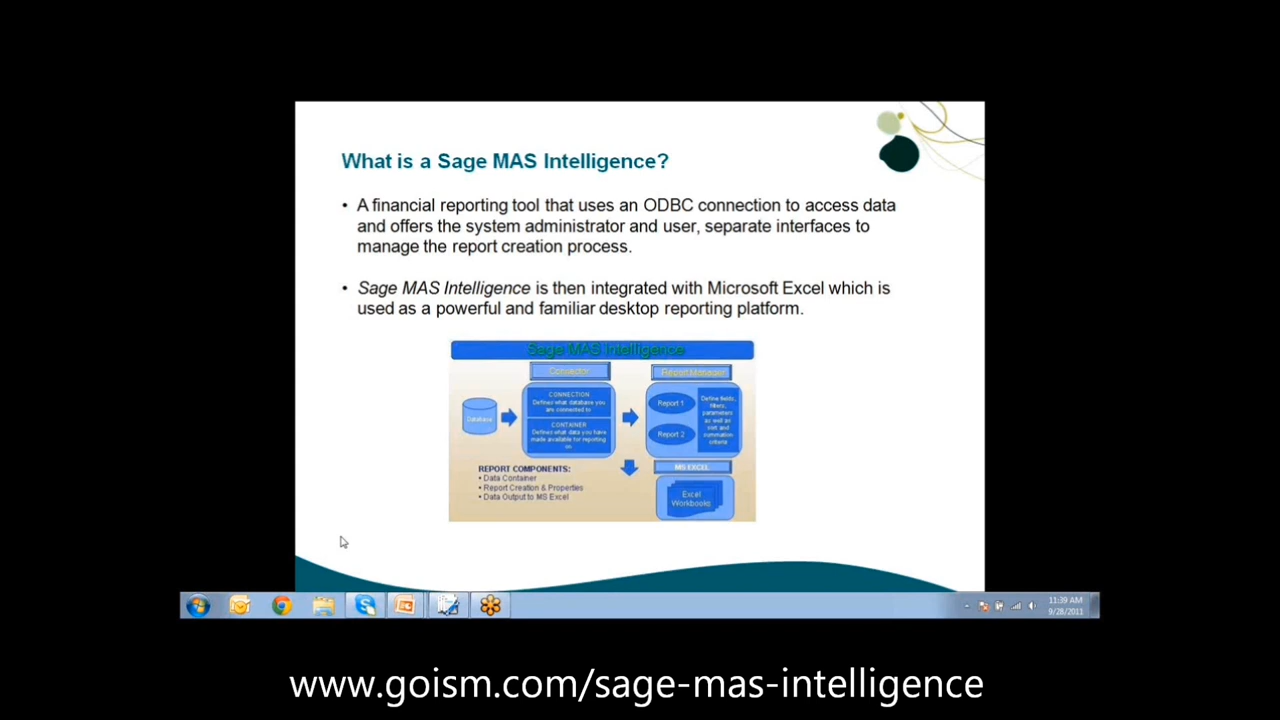 What is a Sage MAS Intelligence?
• A financial reporting tool that uses an ODBC connection to access data
and offers the system administrator and user, separate interfaces to
manage the report creation process.
• Sage MAS Intelligence is then integrated with Microsoft Excel which is
used as a powerful and familiar desktop reporting platform.
Sage MAS Intelligence
Connector
Report Manager
Database
CONNECTION
Defines what database you
are connected to
CONTAINER
Defines what data you have
made available for reporting
on
Report 1
Report 2
Define fields,
filters,
parameters
as well as
sort and
summation
criteria
REPORT COMPONENTS:
• Data Container
• Report Creation & Properties
• Data Output to MS Excel
MS EXCEL
Excel
Workbooks
11:39 AM
9/28/2011
www.goism.com/sage-mas-intelligence